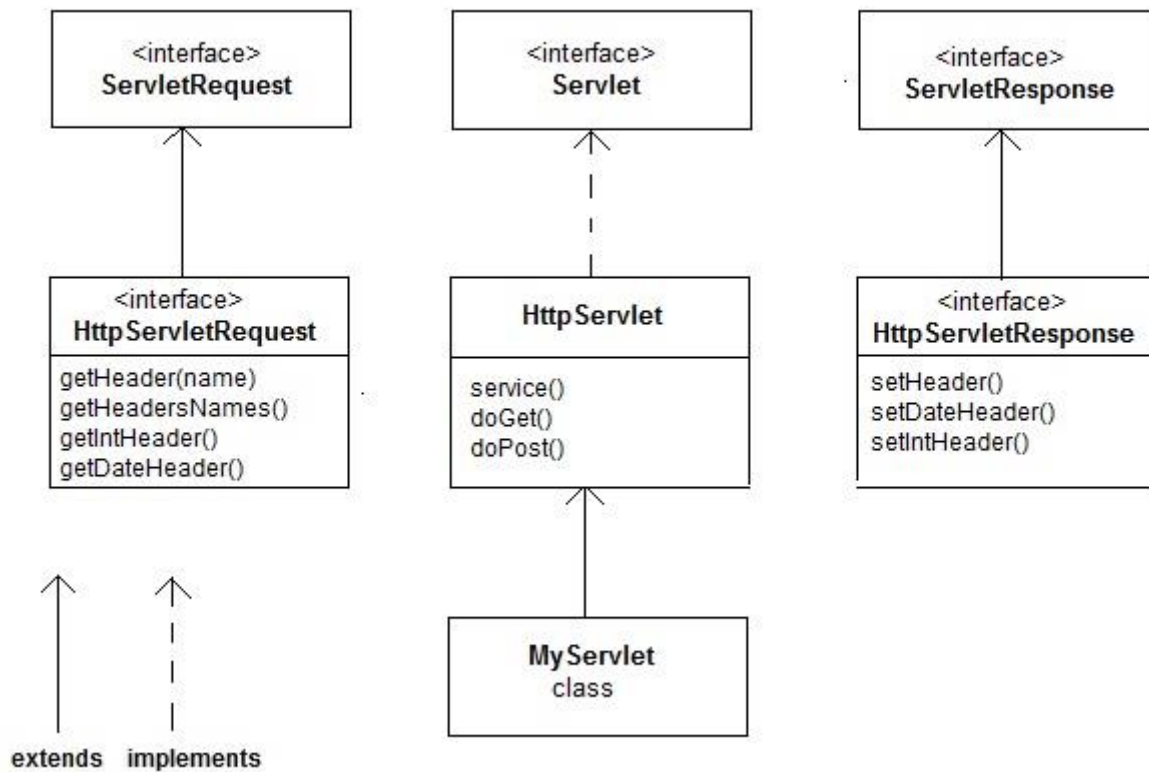 <interface>
ServletRequest
<interface>
Servlet
<interface>
ServletResponse
<interface>
HttpServletRequest
getHeader(name)
getHeadersNames()
getIntHeader()
getDateHeader()
HttpServlet
service()
doGet()
doPost()
<interface>
HttpServletResponse
setHeader()
setDateHeader()
setIntHeader()
MyServlet
class
extends
implements